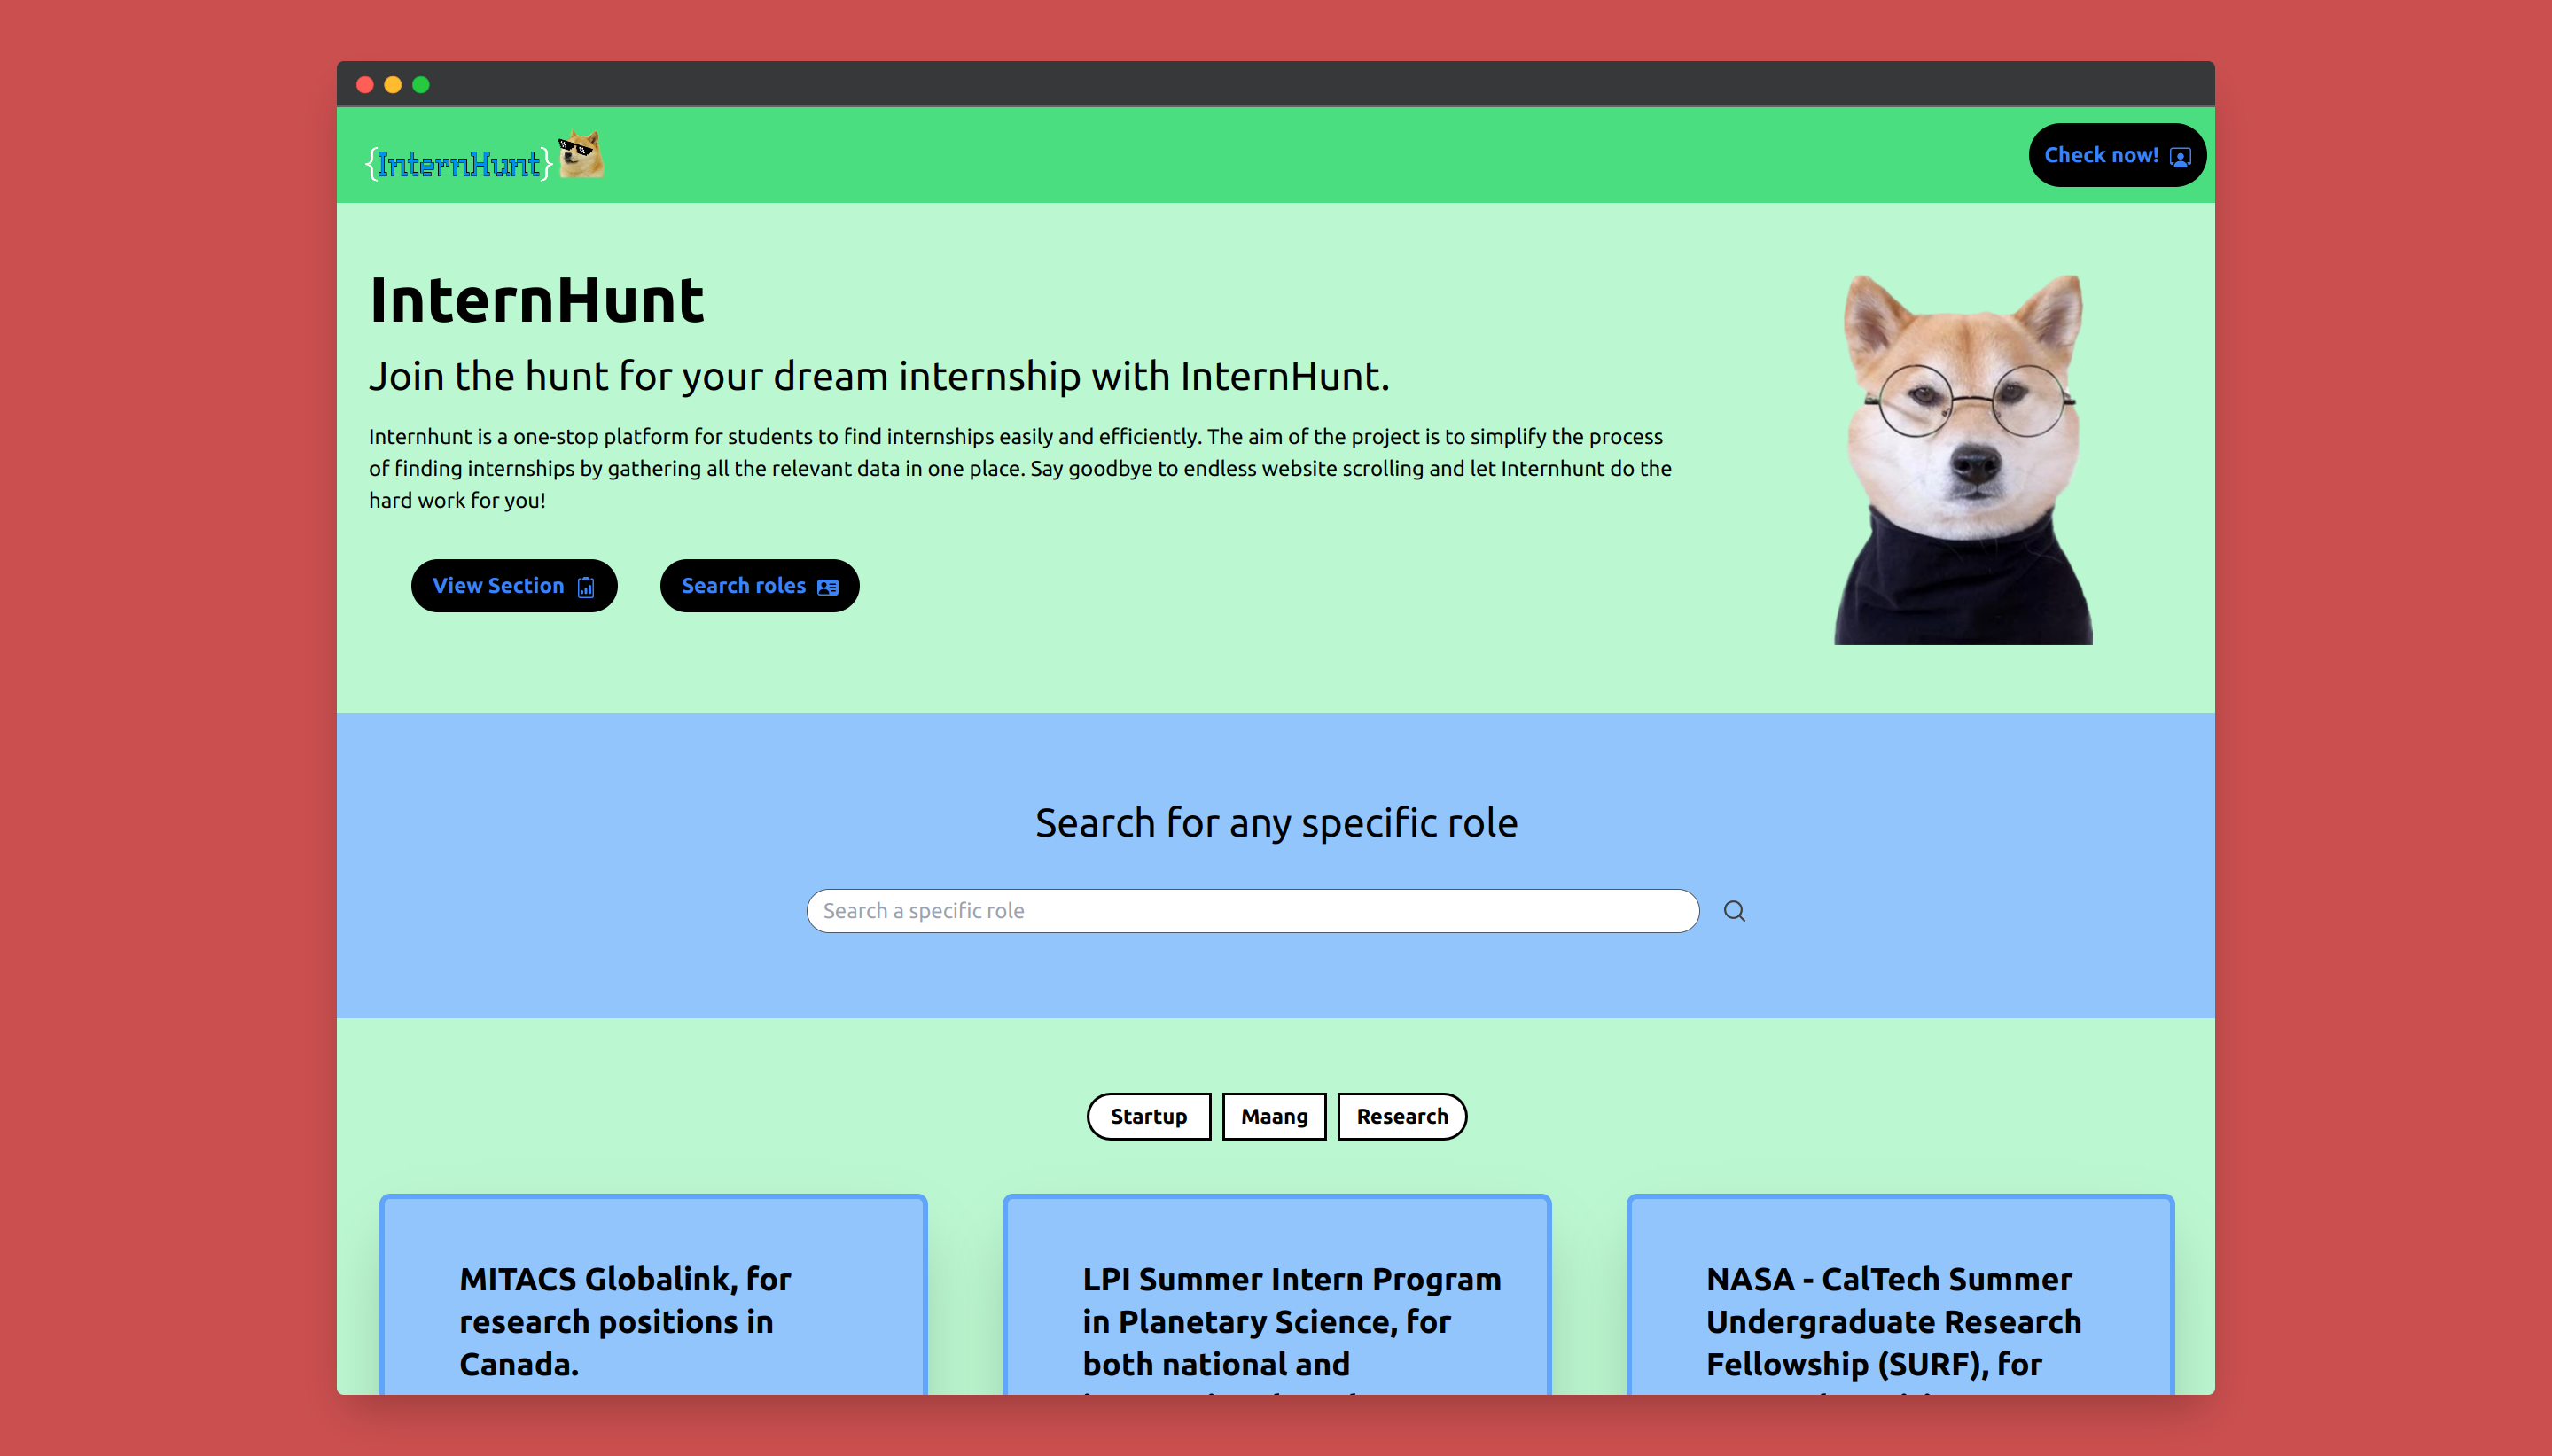 {InternHunt}
Check now!
InternHunt
Join the hunt for your dream internship with InternHunt.
Internhunt is a one-stop platform for students to find internships easily and efficiently. The aim of the project is to simplify the process
of finding internships by gathering all the relevant data in one place. Say goodbye to endless website scrolling and let Internhunt do the
hard work for you!
View Section
Search roles
Search for any specific role
Search a specific role
Startup
Maang
Research
MITACS Globalink, for
research positions in
Canada.
LPI Summer Intern Program
in Planetary Science, for
both national and
NASA - CalTech Summer
Undergraduate Research
Fellowship (SURF), for